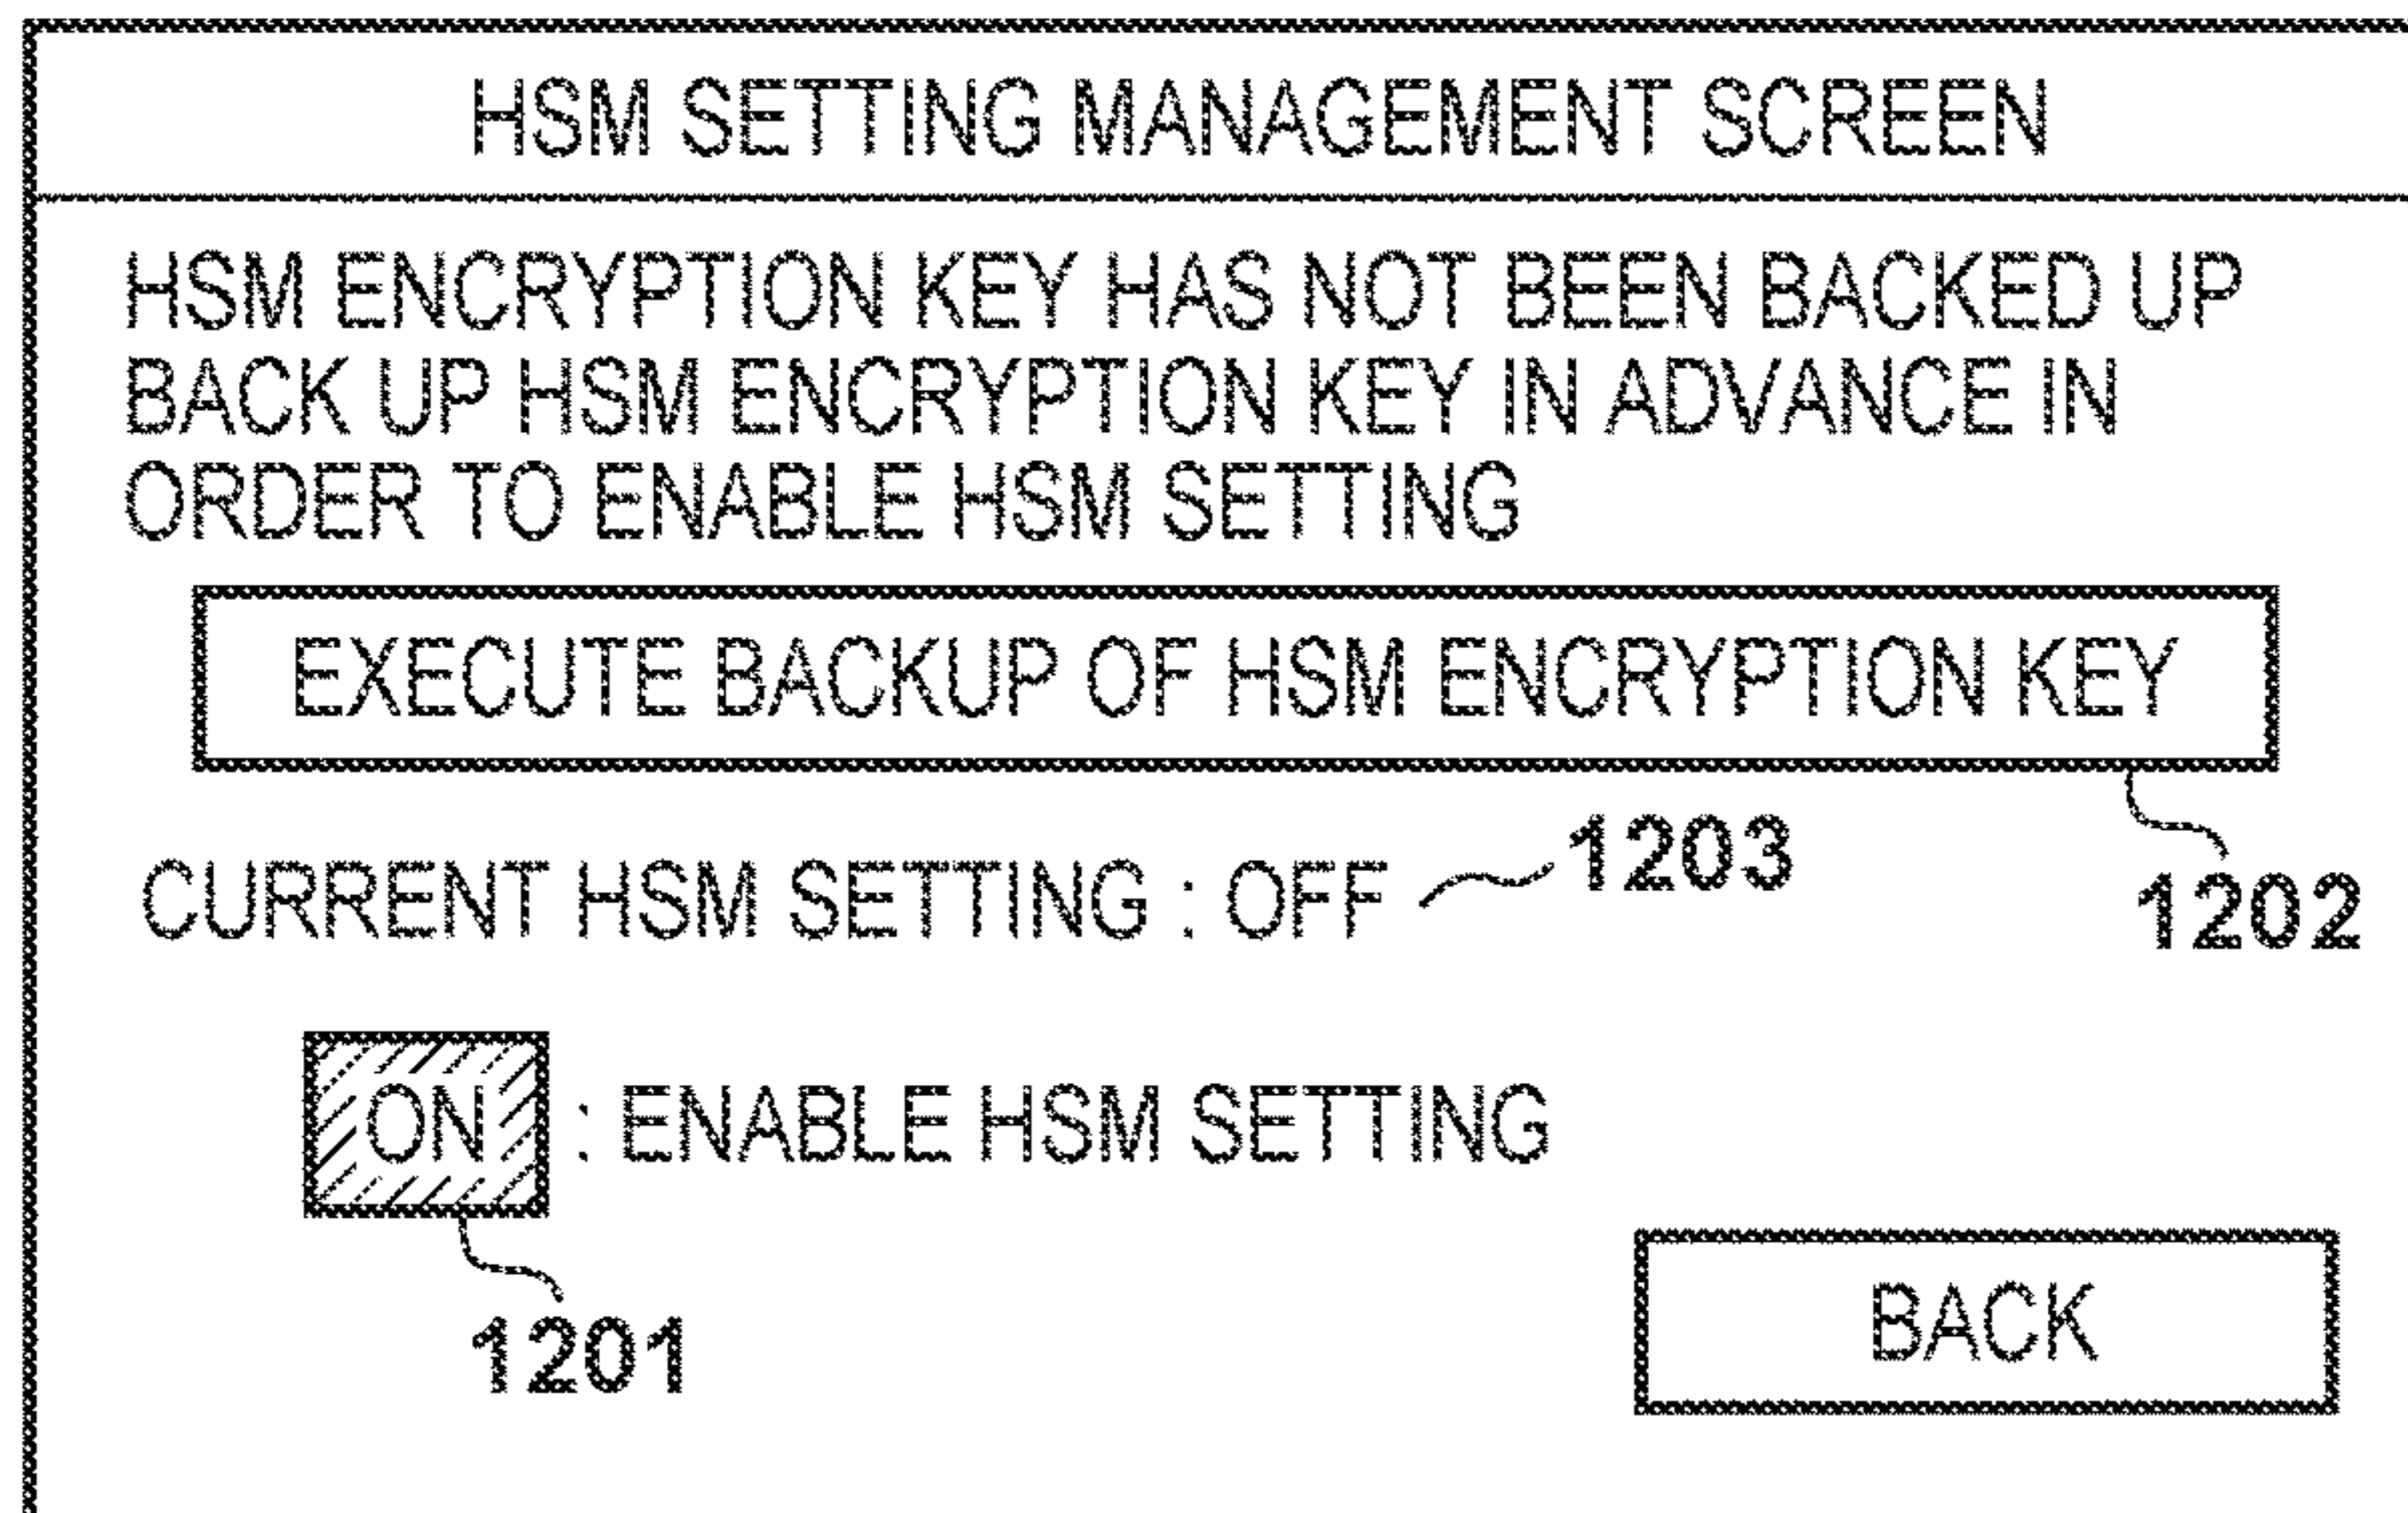 HSM SETTING MANAGEMENT SCREEN
HSM ENCRYPTION KEY HAS NOT BEEN BACKED UP
BACK UP HSM ENCRYPTION KEY IN ADVANCE IN
ORDER TO ENABLE HSM SETTING
EXECUTE BACKUP OF HSM ENCRYPTION KEY
CURRENT HSM SETTING : OFF 1203
1202
ON : ENABLE HSM SETTING
1201
BACK